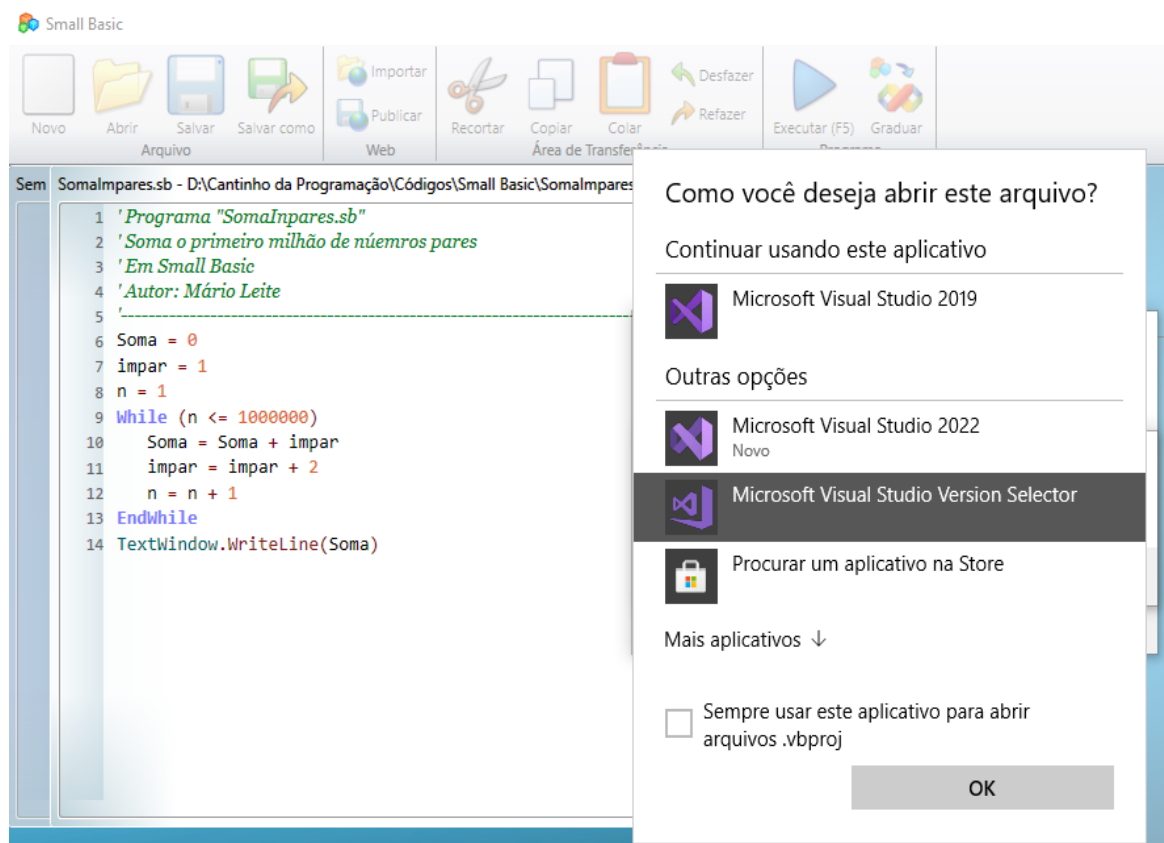 Small Basic
Novo
Abrir
Salvar
Salvar como
Arquivo
Importar
Publicar
Web
Recortar
Copiar
Colar
Desfazer
Refazer
Área de Transferência
Executar (F5)
Graduar
Programa
Sem
SomaImpares.sb - D:\Cantinho da Programação\Códigos\Small Basic\SomaImpares
1 ' Programa "SomaInpares.sb"
2 ' Soma o primeiro milhão de núemros pares
3 ' Em Small Basic
4 ' Autor: Mário Leite
5 '--------------------------------------------------------------------------
6 Soma = 0
7 impar = 1
8 n = 1
9 While (n <= 1000000)
10 Soma = Soma + impar
11 impar = impar + 2
12 n = n + 1
13 EndWhile
14 TextWindow.WriteLine(Soma)
Como você deseja abrir este arquivo?
Continuar usando este aplicativo
Microsoft Visual Studio 2019
Outras opções
Microsoft Visual Studio 2022
Novo
Microsoft Visual Studio Version Selector
Procurar um aplicativo na Store
Mais aplicativos ↓
Sempre usar este aplicativo para abrir
arquivos .vbproj
OK